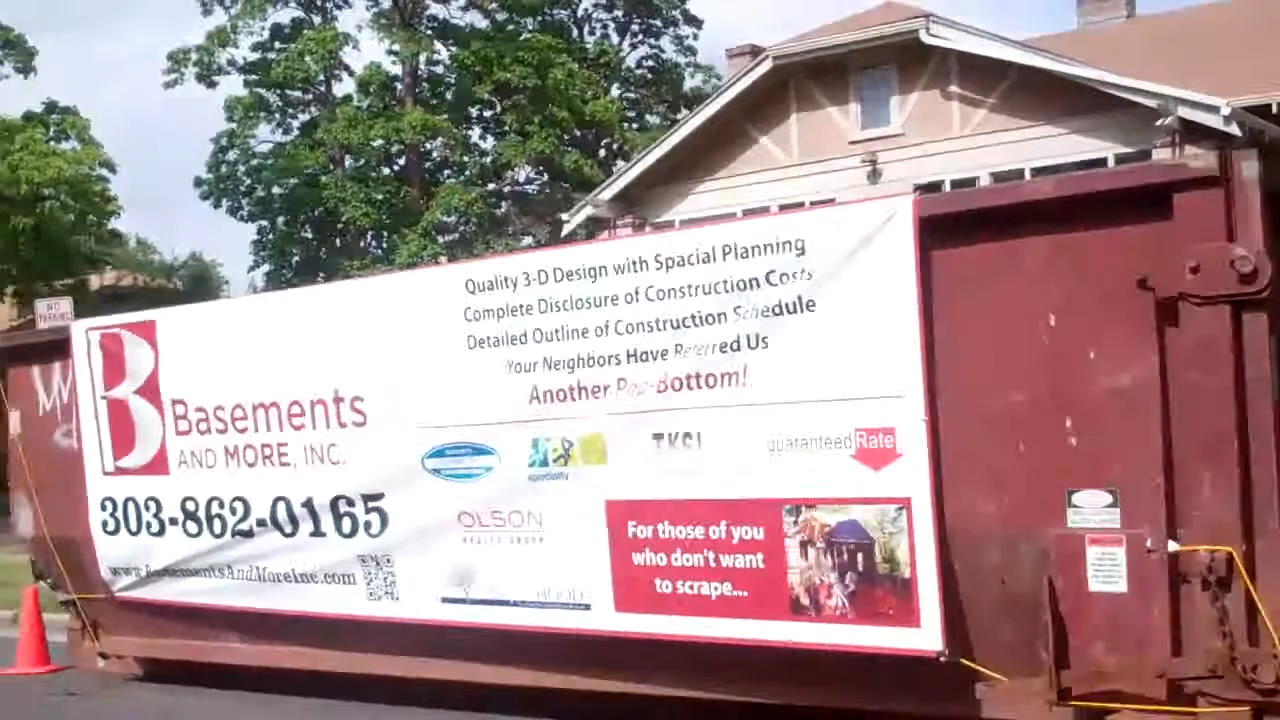 NO
PARKING
Quality 3-D Design with Spacial Planning
Complete Disclosure of Construction Costs
Detailed Outline of Construction Schedule
Your Neighbors Have Referred Us
Another Pop-Bottom!
B
Basements
AND MORE, INC.
303-862-0165
www.BasementsAndMoreInc.com
TKSI
guaranteed Rate
OLSON
REALTY GROUP
For those of you
who don't want
to scrape...